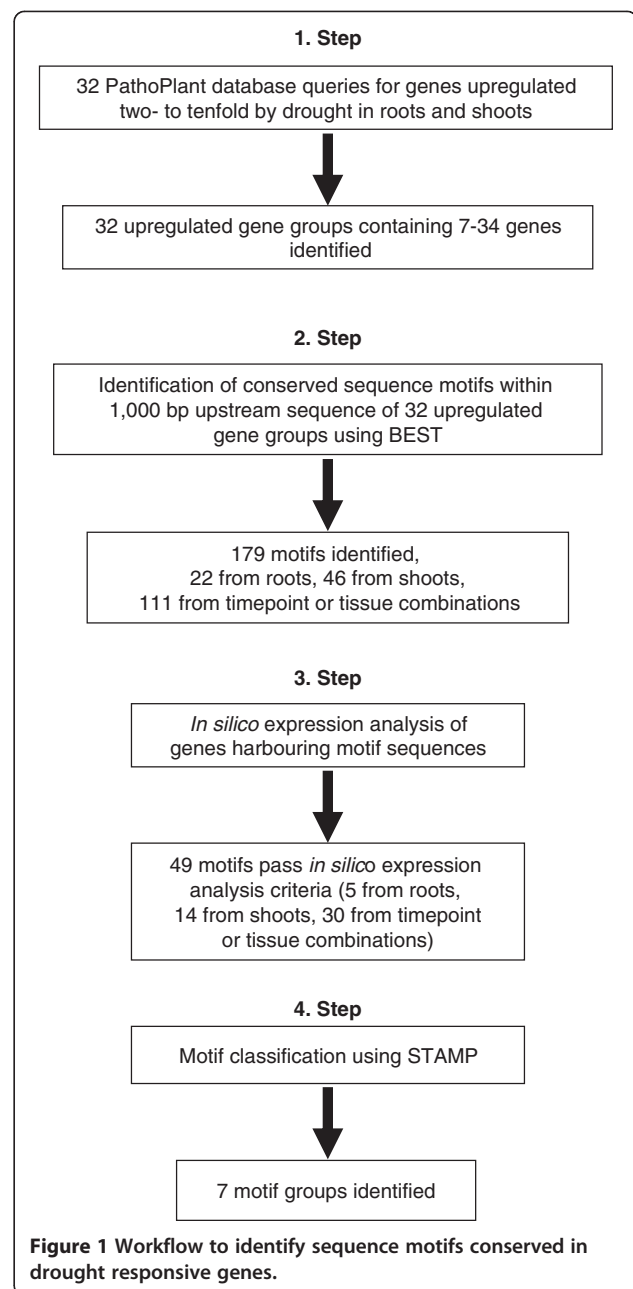 1. Step
32 PathoPlant database queries for genes upregulated
two- to tenfold by drought in roots and shoots
32 upregulated gene groups containing 7-34 genes
identified
2. Step
Identification of conserved sequence motifs within
1,000 bp upstream sequence of 32 upregulated
gene groups using BEST
179 motifs identified,
22 from roots, 46 from shoots,
111 from timepoint or tissue combinations
3. Step
In silico expression analysis of
genes harbouring motif sequences
49 motifs pass in silico expression
analysis criteria (5 from roots,
14 from shoots, 30 from timepoint
or tissue combinations)
4. Step
Motif classification using STAMP
7 motif groups identified
Figure 1 Workflow to identify sequence motifs conserved in
drought responsive genes.